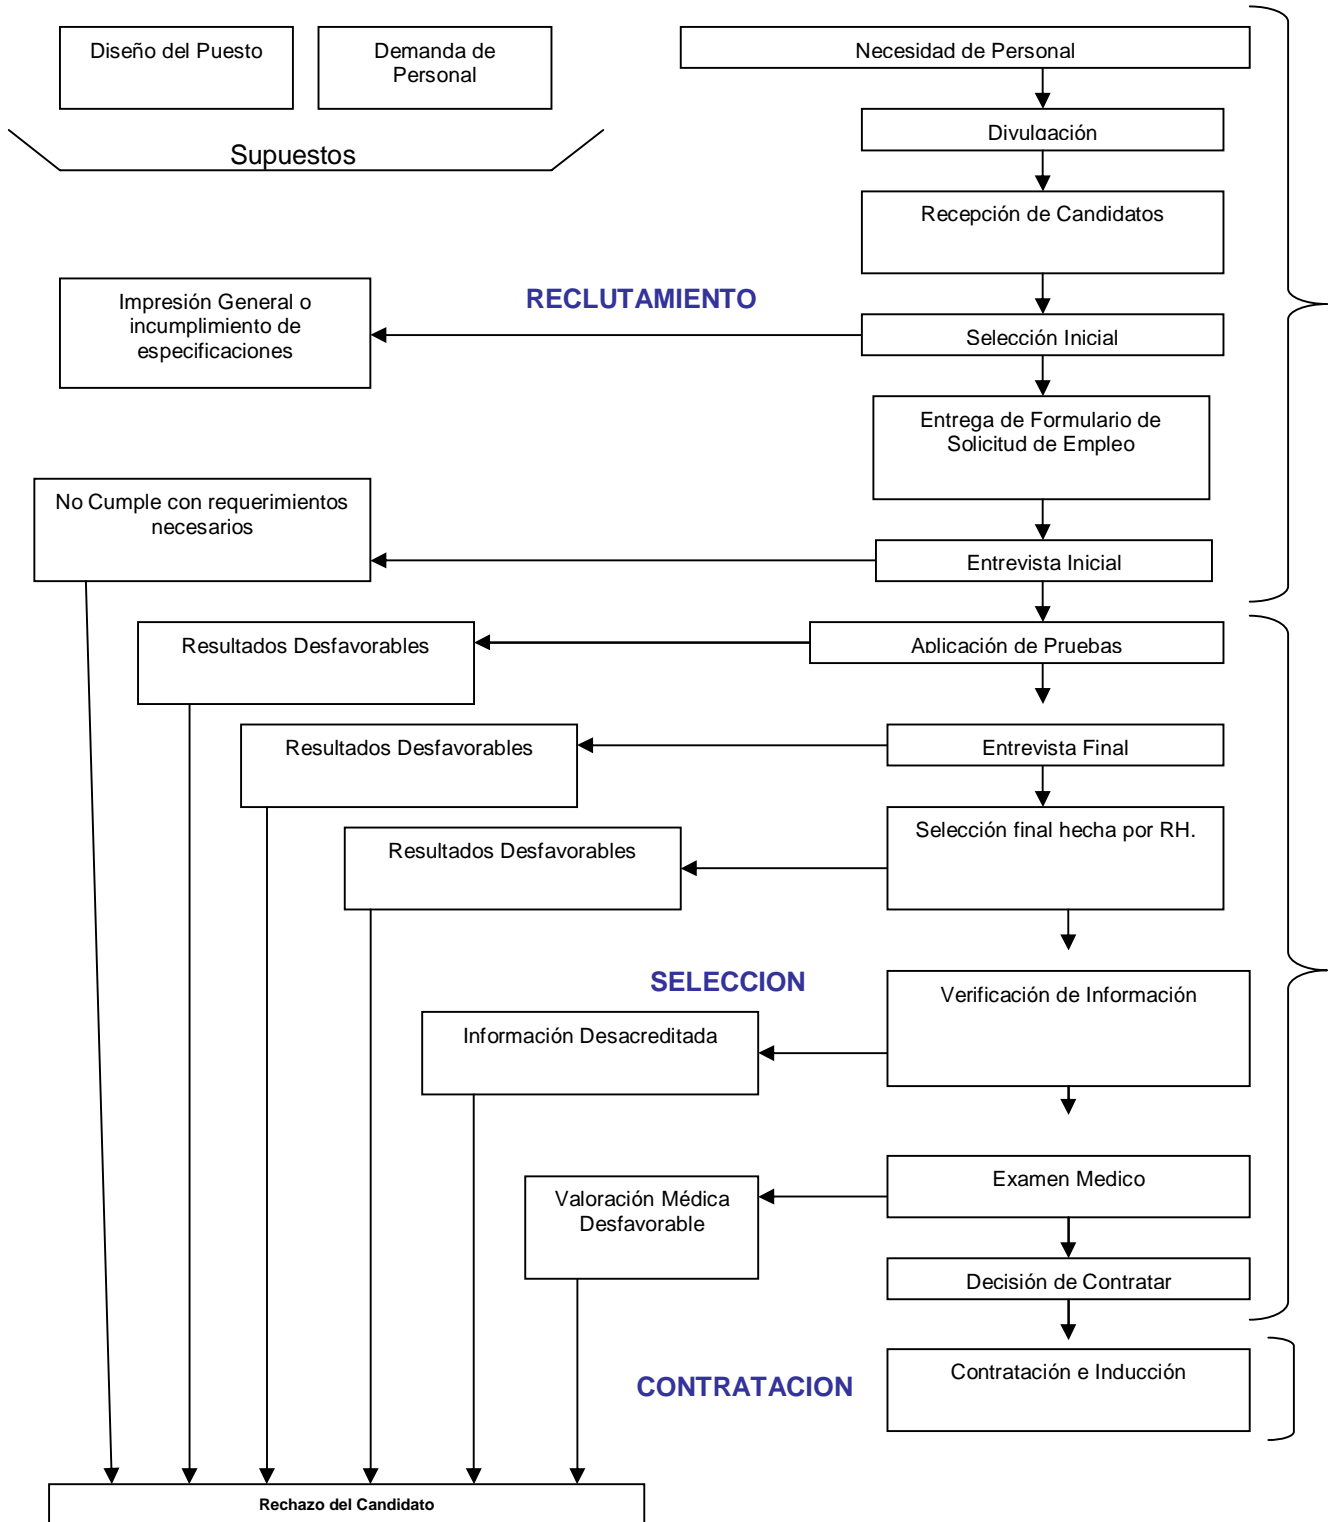 Diseño del Puesto
Demanda de
Personal
Necesidad de Personal
Divulgación
Supuestos
Recepción de Candidatos
RECLUTAMIENTO
Impresión General o
incumplimiento de
especificaciones
Selección Inicial
Entrega de Formulario de
Solicitud de Empleo
No Cumple con requerimientos
necesarios
Entrevista Inicial
Resultados Desfavorables
Aplicación de Pruebas
Resultados Desfavorables
Entrevista Final
Resultados Desfavorables
Selección final hecha por RH.
SELECCION
Verificación de Información
Información Desacreditada
Examen Medico
Valoración Médica
Desfavorable
Decisión de Contratar
CONTRATACION
Contratación e Inducción
Rechazo del Candidato